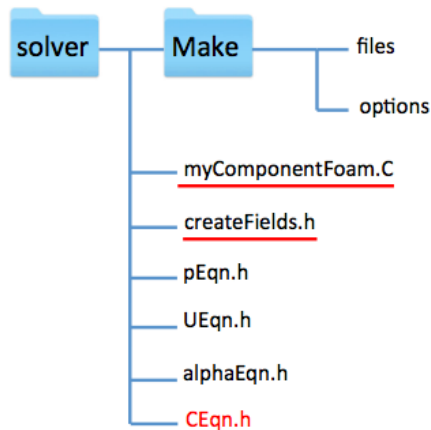 solver
Make
files
options
myComponentFoam.C
createFields.h
pEqn.h
UEqn.h
alphaEqn.h
CEqn.h